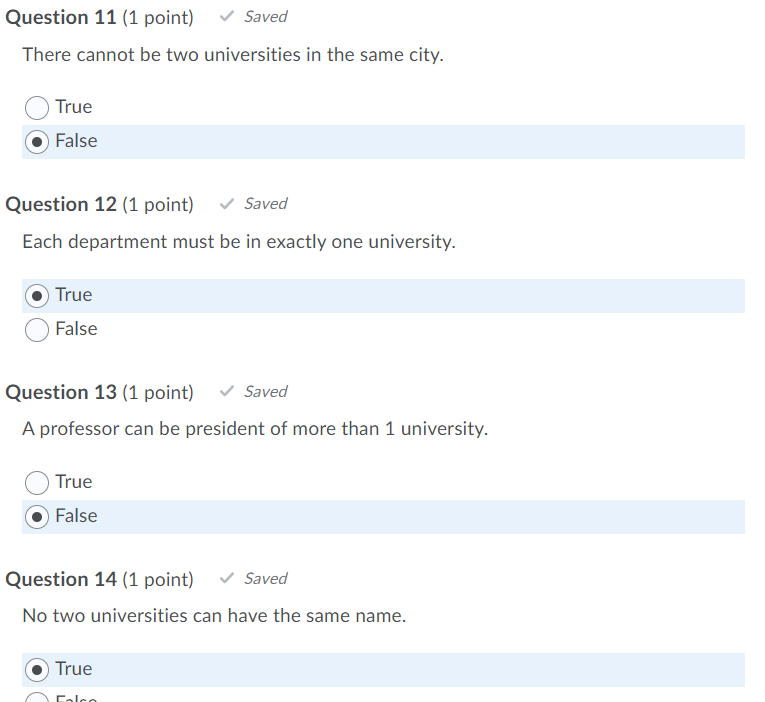 Question 11 (1 point) Saved
There cannot be two universities in the same city.
True
False
Question 12 (1 point) Saved
Each department must be in exactly one university.
True
False
Question 13 (1 point) Saved
A professor can be president of more than 1 university.
True
False
Question 14 (1 point) Saved
No two universities can have the same name.
True
False